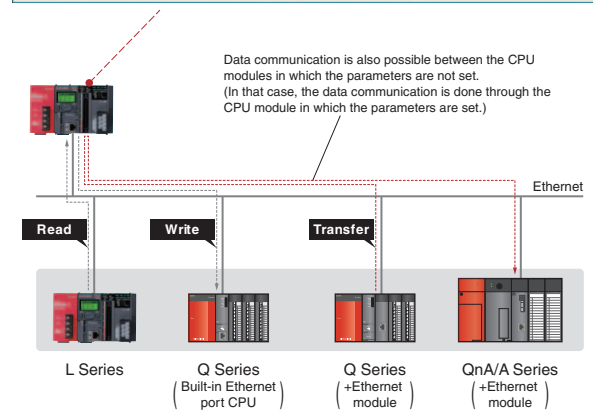 Data communication is also possible between the CPU
modules in which the parameters are not set.
(In that case, the data communication is done through the
CPU module in which the parameters are set.)
Ethernet
Read
Write
Transfer
L Series
Q Series
(Built-in Ethernet
port CPU)
Q Series
(+Ethernet
module)
QnA/A Series
(+Ethernet
module)